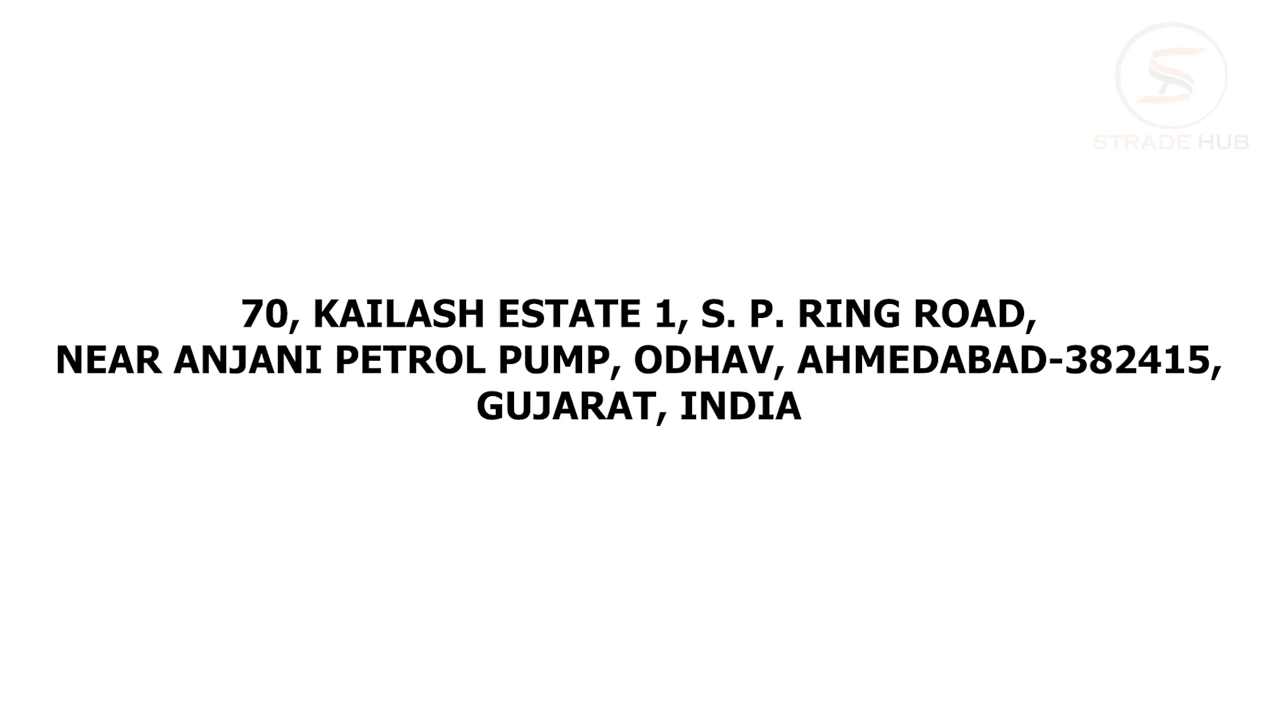 STRADE HUB
70, KAILASH ESTATE 1, S. P. RING ROAD,
NEAR ANJANI PETROL PUMP, ODHAV, AHMEDABAD-382415,
GUJARAT, INDIA